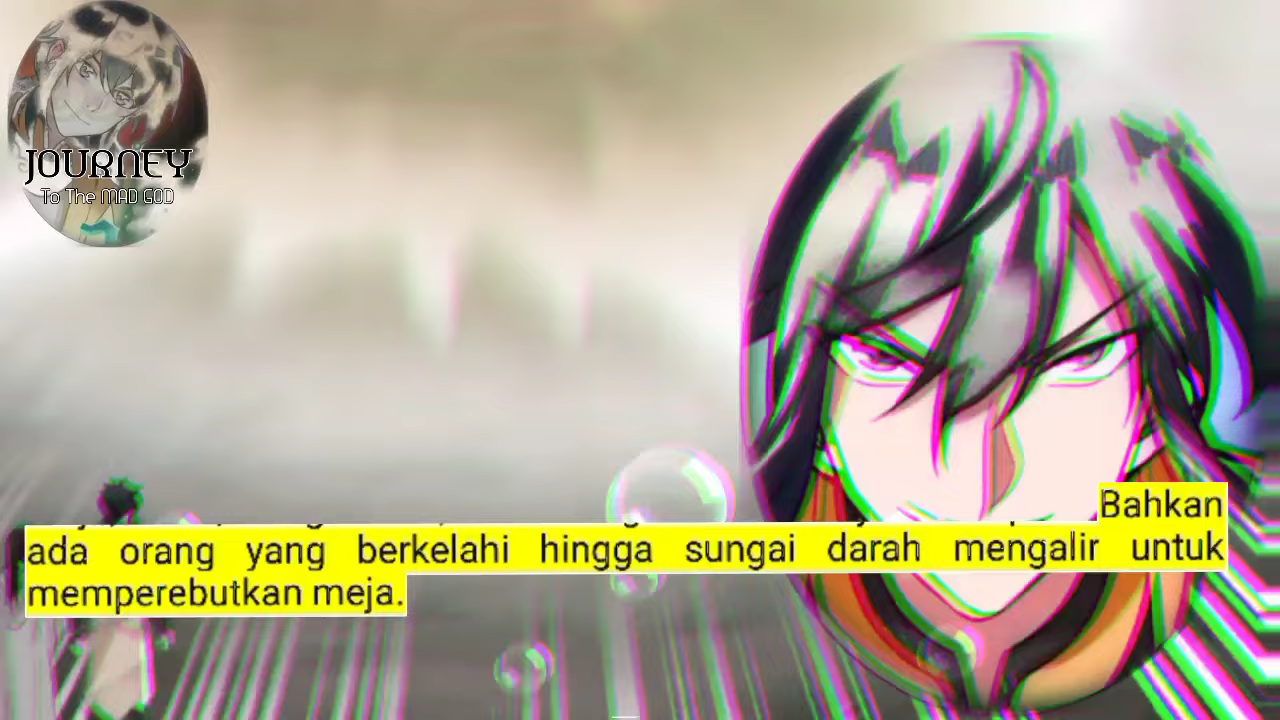 JOURNEY
To The MAD GOD
Bahkan
ada orang yang berkelahi hingga sungai darah mengalir untuk
memperebutkan meja.